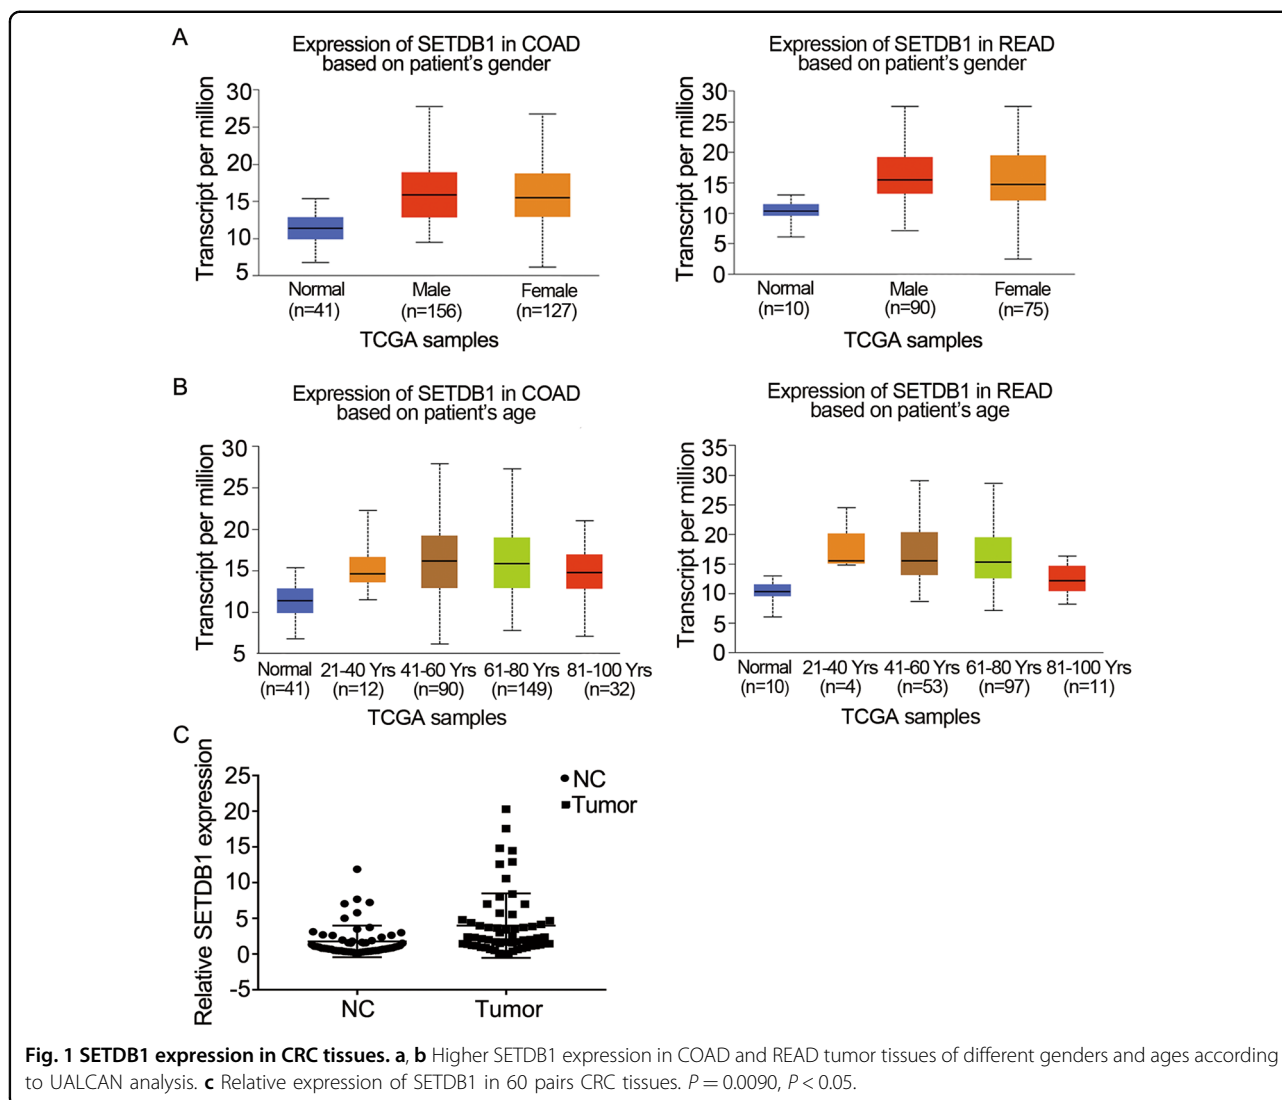 A
Expression of SETDB1 in COAD
based on patient's gender
Transcript per million
30
25
20
15
10
5
Normal
(n=41)
Male
(n=156)
Female
(n=127)
TCGA samples
Expression of SETDB1 in READ
based on patient's gender
Transcript per million
30
25
20
15
10
5
0
Normal
(n=10)
Male
(n=90)
Female
(n=75)
TCGA samples
B
Expression of SETDB1 in COAD
based on patient's age
Transcript per million
30
25
20
15
10
5
Normal
(n=41)
21-40 Yrs
(n=12)
41-60 Yrs
(n=90)
61-80 Yrs
(n=149)
81-100 Yrs
(n=32)
TCGA samples
Expression of SETDB1 in READ
based on patient's age
Transcript per million
35
30
25
20
15
10
5
0
Normal
(n=10)
21-40 Yrs
(n=4)
41-60 Yrs
(n=53)
61-80 Yrs
(n=97)
81-100 Yrs
(n=11)
TCGA samples
C
Relative SETDB1 expression
25
20
15
10
5
0
-5
NC
Tumor
NC
Tumor
Fig. 1 SETDB1 expression in CRC tissues. a, b Higher SETDB1 expression in COAD and READ tumor tissues of different genders and ages according
to UALCAN analysis. c Relative expression of SETDB1 in 60 pairs CRC tissues. P = 0.0090, P < 0.05.